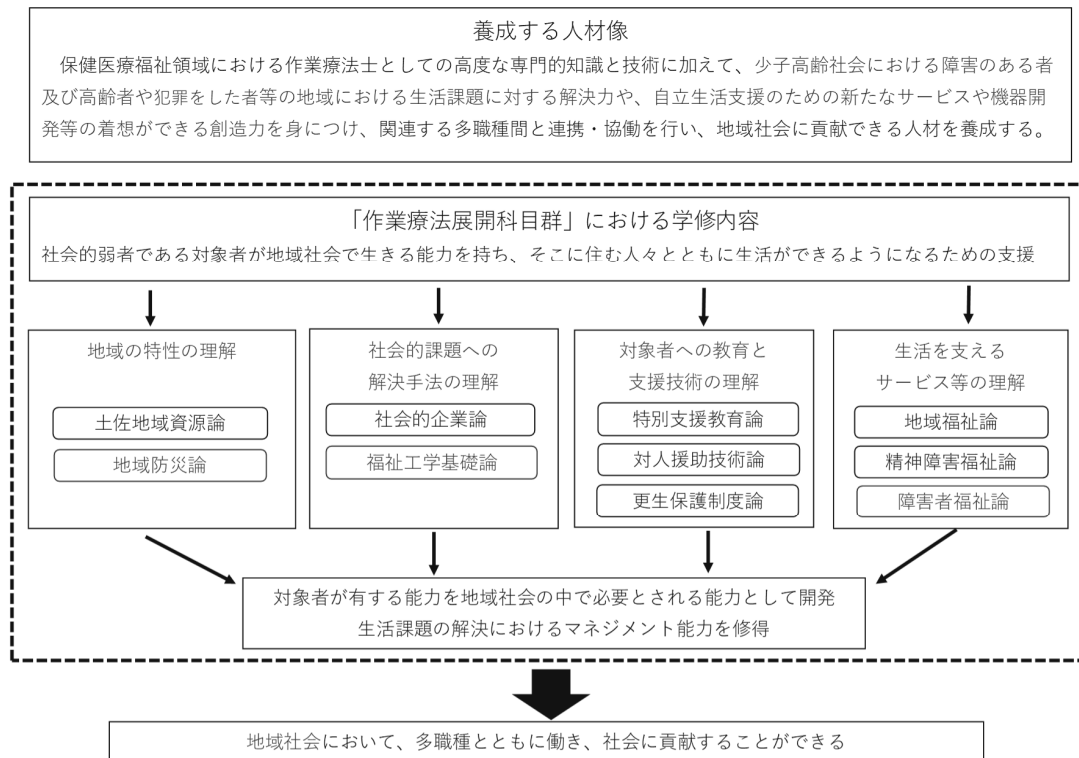 養成する人材像
保健医療福祉領域における作業療法士としての高度な専門的知識と技術に加えて、少子高齢社会における障害のある者
及び高齢者や犯罪をした者等の地域における生活課題に対する解決力や、自立生活支援のための新たなサービスや機器開
発等の着想ができる創造力を身につけ、関連する多職種間と連携・協働を行い、地域社会に貢献できる人材を養成する。
「作業療法展開科目群」における学修内容
社会的弱者である対象者が地域社会で生きる能力を持ち、そこに住む人々とともに生活ができるようになるための支援
地域の特性の理解
土佐地域資源論
地域防災論
社会的課題への
解決手法の理解
社会的企業論
福祉工学基礎論
対象者への教育と
支援技術の理解
特別支援教育論
対人援助技術論
更生保護制度論
生活を支える
サービス等の理解
地域福祉論
精神障害福祉論
障害者福祉論
対象者が有する能力を地域社会の中で必要とされる能力として開発
生活課題の解決におけるマネジメント能力を修得
地域社会において、多職種とともに働き、社会に貢献することができる